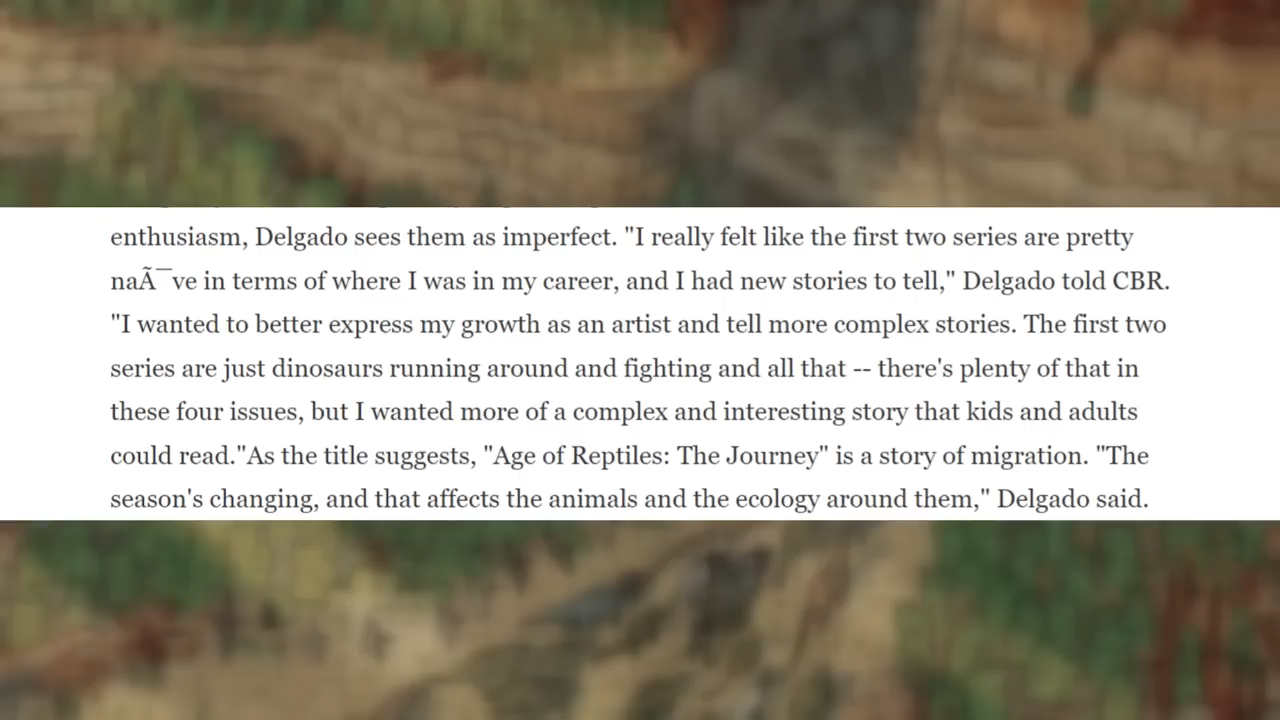 enthusiasm, Delgado sees them as imperfect. "I really felt like the first two series are pretty
naÃ¯ve in terms of where I was in my career, and I had new stories to tell," Delgado told CBR.
"I wanted to better express my growth as an artist and tell more complex stories. The first two
series are just dinosaurs running around and fighting and all that -- there's plenty of that in
these four issues, but I wanted more of a complex and interesting story that kids and adults
could read."As the title suggests, "Age of Reptiles: The Journey" is a story of migration. "The
season's changing, and that affects the animals and the ecology around them," Delgado said.